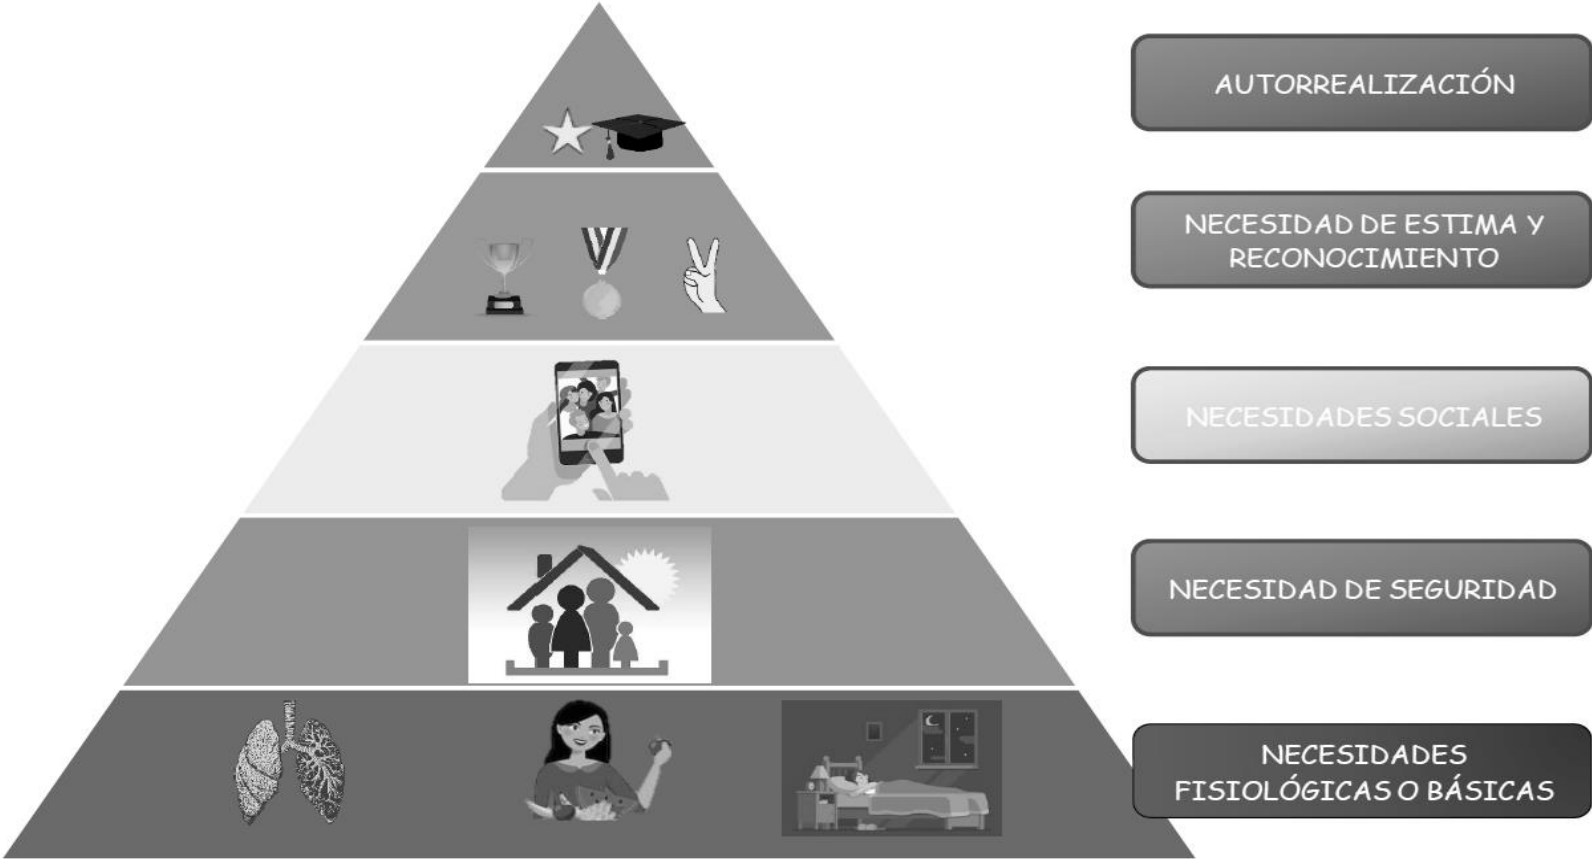 AUTORREALIZACIÓN
NECESIDAD DE ESTIMA Y
RECONOCIMIENTO
NECESIDADES SOCIALES
NECESIDAD DE SEGURIDAD
NECESIDADES
FISIOLÓGICAS O BÁSICAS